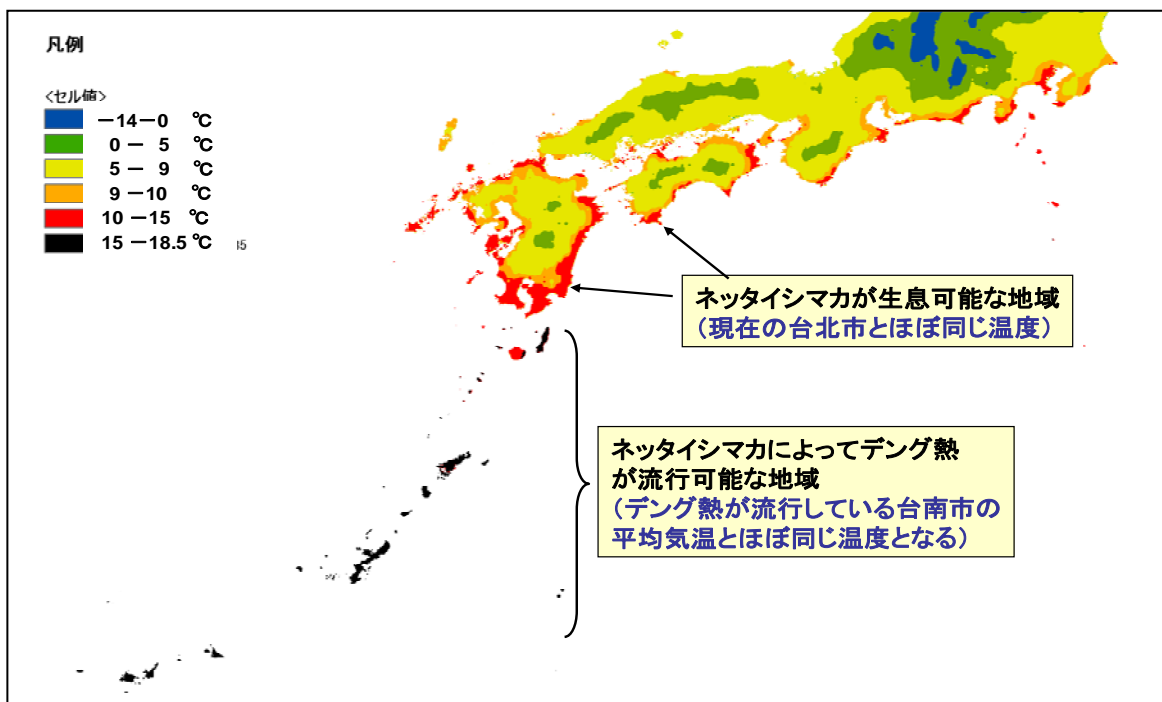 凡例
<セル値>
－14－0 ℃
0－ 5 ℃
5 － 9 ℃
9 －10 ℃
10 －15 ℃
15 －18.5 ℃
15
ネッタイシマカが生息可能な地域
（現在の台北市とほぼ同じ温度）
ネッタイシマカによってデング熱
が流行可能な地域
（デング熱が流行している台南市の
平均気温とほぼ同じ温度となる）